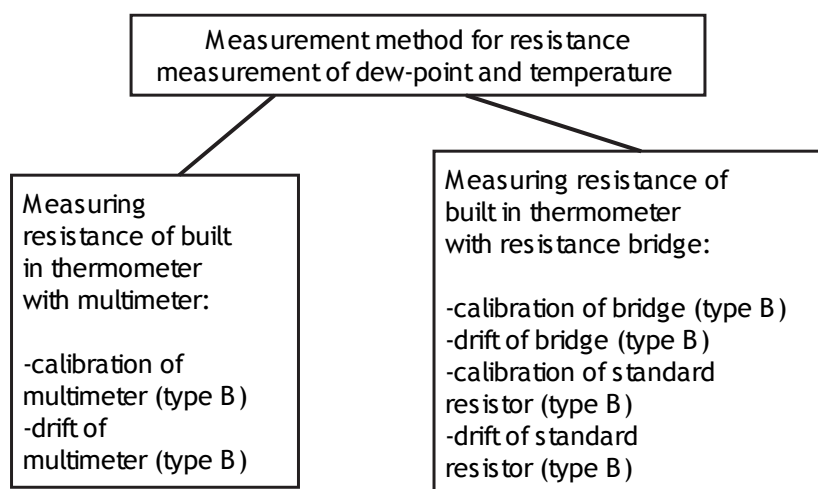 Measurement method for resistance
measurement of dew-point and temperature
Measuring
resistance of built
in thermometer
with multimeter:
-calibration of
multimeter (type B)
-drift of
multimeter (type B)
Measuring resistance of
built in thermometer
with resistance bridge:
-calibration of bridge (type B)
-drift of bridge (type B)
-calibration of standard
resistor (type B)
-drift of standard
resistor (type B)